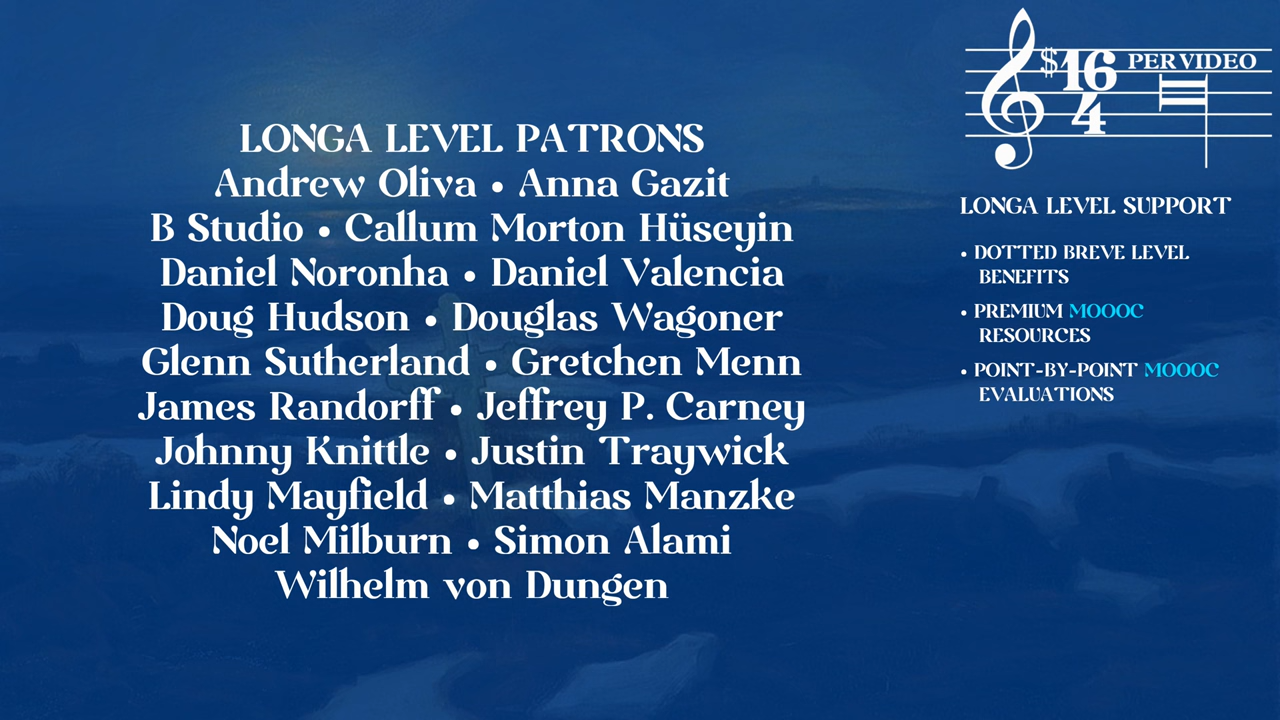 LONGA LEVEL PATRONS
Andrew Oliva • Anna Gazit
B Studio • Callum Morton Hüseyin
Daniel Noronha • Daniel Valencia
Doug Hudson • Douglas Wagoner
Glenn Sutherland • Gretchen Menn
James Randorff • Jeffrey P. Carney
Johnny Knittle • Justin Traywick
Lindy Mayfield • Matthias Manzke
Noel Milburn • Simon Alami
Wilhelm von Dungen
$16 PER VIDEO
4
LONGA LEVEL SUPPORT
• DOTTED BREVE LEVEL
BENEFITS
• PREMIUM MOOOC
RESOURCES
• POINT-BY-POINT MOOOC
EVALUATIONS